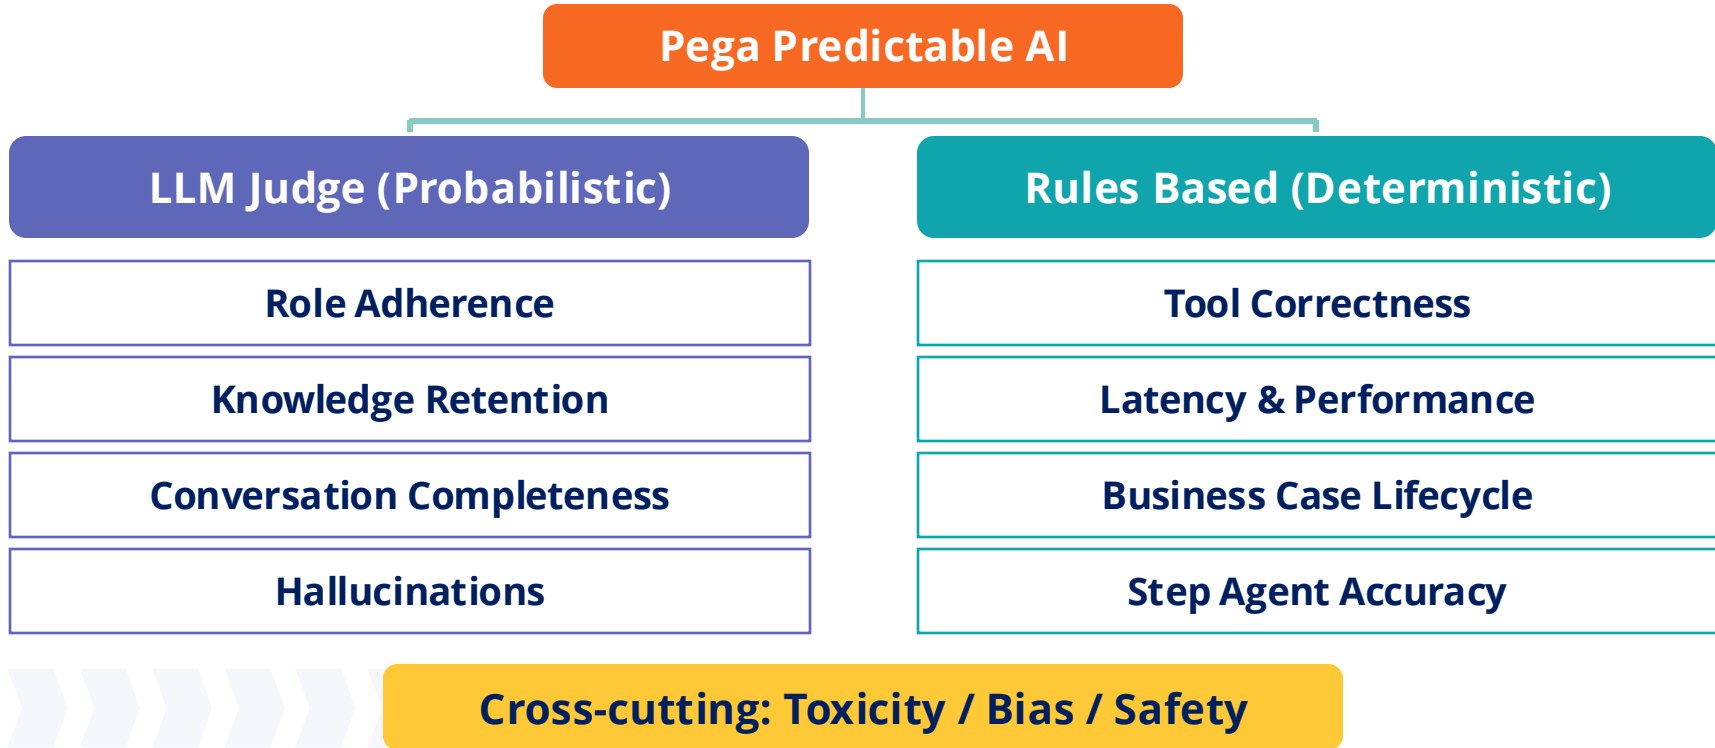 Pega Predictable AI
LLM Judge (Probabilistic)
Role Adherence
Knowledge Retention
Conversation Completeness
Hallucinations
Rules Based (Deterministic)
Tool Correctness
Latency & Performance
Business Case Lifecycle
Step Agent Accuracy
Cross-cutting: Toxicity / Bias / Safety